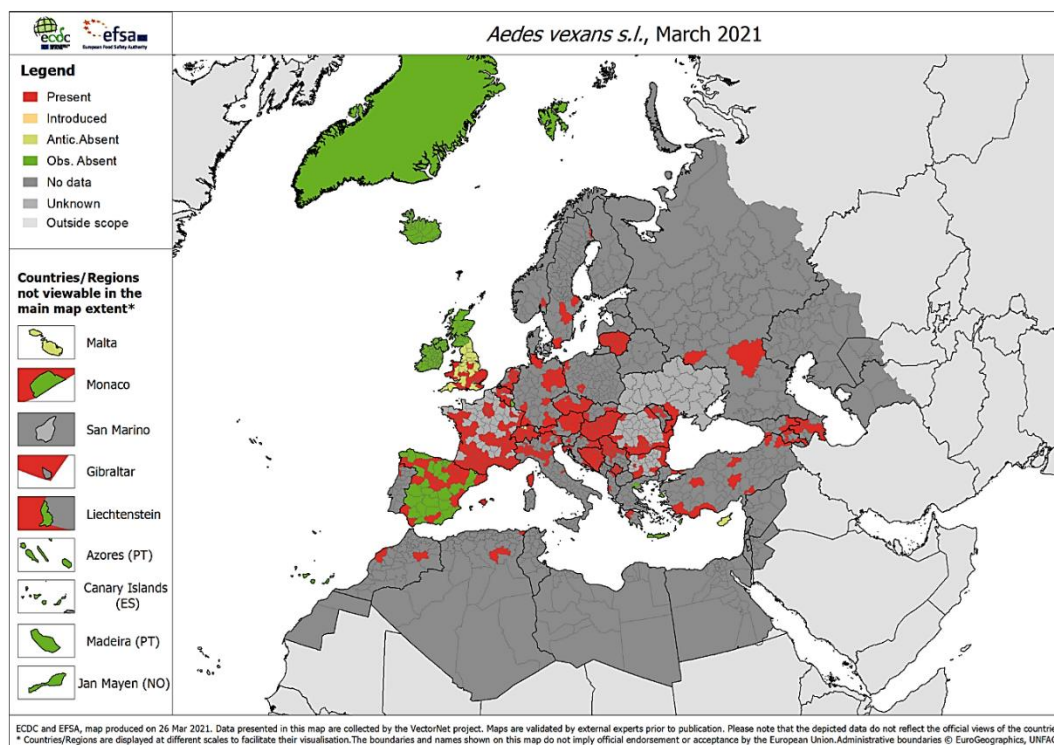 ecdc
efsa
European Food Safety Authority
Aedes vexans s.l., March 2021
Legend
Present
Introduced
Antic.Absent
Obs. Absent
No data
Unknown
Outside scope
Countries/Regions
not viewable in the
main map extent*
Malta
Monaco
San Marino
Gibraltar
Liechtenstein
Azores (PT)
Canary Islands
(ES)
Madeira (PT)
Jan Mayen (NO)
ECDC and EFSA, map produced on 26 Mar 2021. Data presented in this map are collected by the VectorNet project. Maps are validated by external experts prior to publication. Please note that the depicted data do not reflect the official views of the countrie
* Countries/Regions are displayed at different scales to facilitate their visualisation.The boundaries and names shown on this map do not imply official endorsement or acceptance by the European Union.Administrative boundaries © EuroGeographics, UNFAO